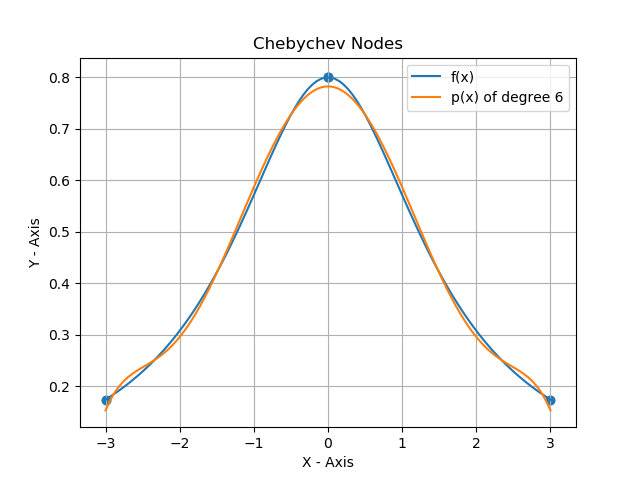 Chebychev Nodes
f(x)
p(x) of degree 6
0.8
0.7
0.6
0.5
0.4
0.3
0.2
Y - Axis
−3 −2 −1 0 1 2 3
X - Axis